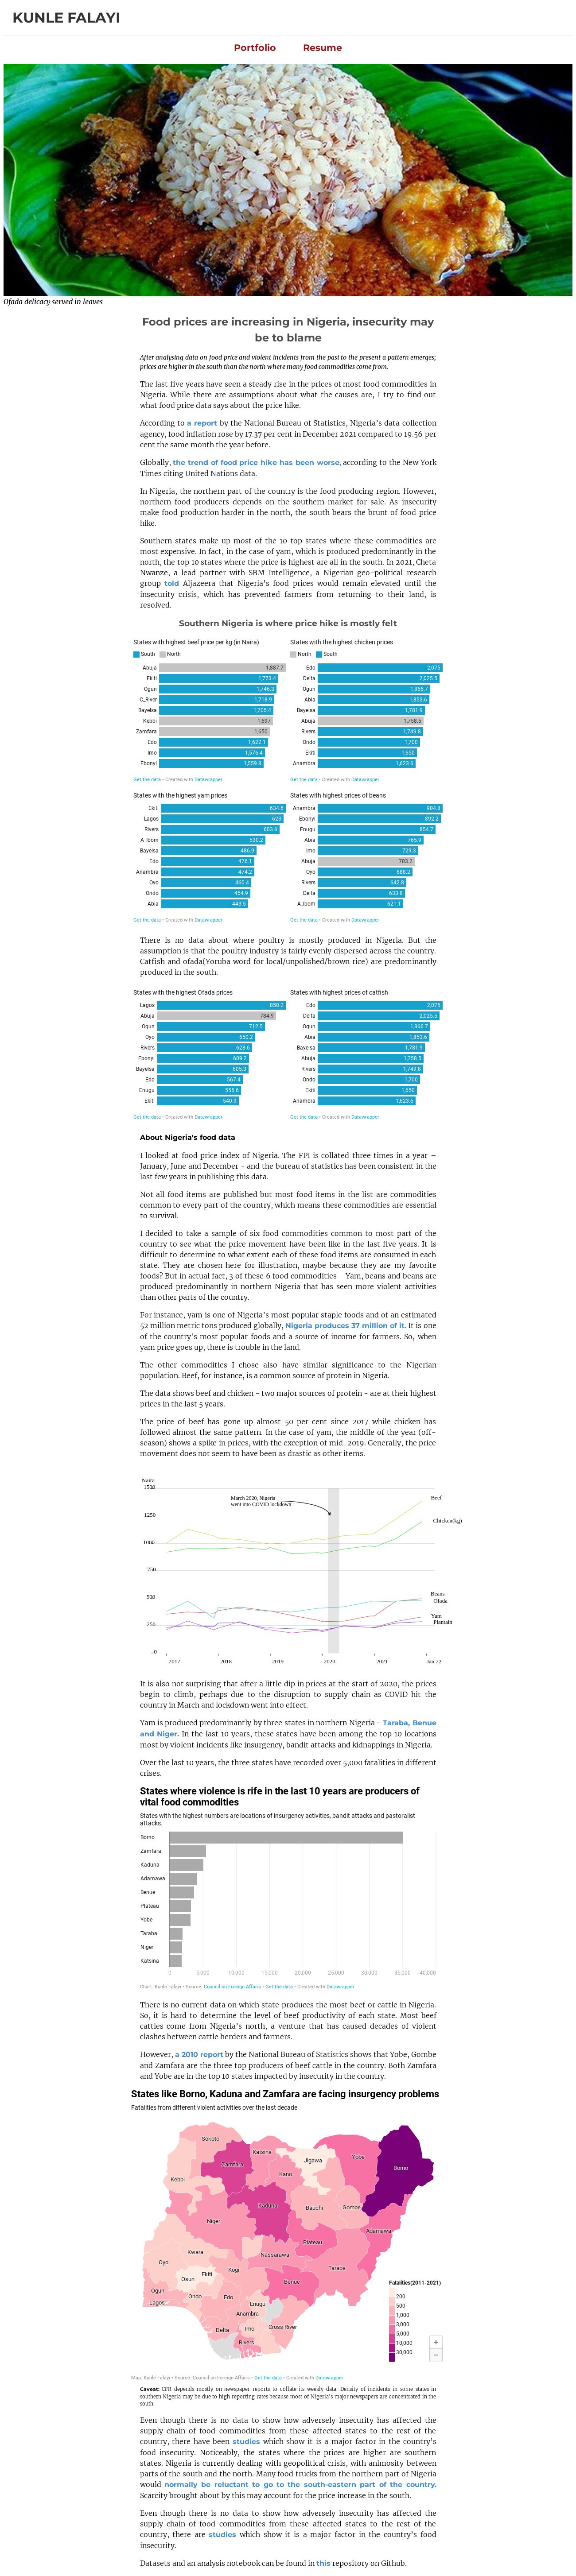 KUNLE FALAYI
Portfolio Resume
Ofada delicacy served in leaves
Food prices are increasing in Nigeria, insecurity may
be to blame
After analysing data on food price and violent incidents from the past to the present a pattern emerges;
prices are higher in the south than the north where many food commodities come from.
The last five years have seen a steady rise in the prices of most food commodities in
Nigeria. While there are assumptions about what the causes are, I try to find out
what food price data says about the price hike.
According to a report by the National Bureau of Statistics, Nigeria's data collection
agency, food inflation rose by 17.37 per cent in December 2021 compared to 19.56 per
cent the same month the year before.
Globally, the trend of food price hike has been worse, according to the New York
Times citing United Nations data.
In Nigeria, the northern part of the country is the food producing region. However,
northern food producers depends on the southern market for sale. As insecurity
make food production harder in the north, the south bears the brunt of food price
hike.
Southern states make up most of the 10 top states where these commodities are
most expensive. In fact, in the case of yam, which is produced predominantly in the
north, the top 10 states where the price is highest are all in the south. In 2021, Cheta
Nwanze, a lead partner with SBM Intelligence, a Nigerian geo-political research
group told Aljazeera that Nigeria's food prices would remain elevated until the
insecurity crisis, which has prevented farmers from returning to their land, is
resolved.
Southern Nigeria is where price hike is mostly felt
States with highest beef price per kg (in Naira)
South North
Abuja 1,887.7
Ekiti 1,773.4
Ogun 1,746.3
C_River 1,718.9
Bayelsa 1,705.4
Kebbi 1,697
Zamfara 1,650
Edo 1,622.1
Imo 1,576.4
Ebonyi 1,559.8
Get the data • Created with Datawrapper
States with the highest chicken prices
North South
Edo 2,075
Delta 2,025.5
Ogun 1,866.7
Abia 1,853.6
Bayelsa 1,781.9
Abuja 1,758.5
Rivers 1,749.8
Ondo 1,700
Ekiti 1,650
Anambra 1,623.6
Get the data • Created with Datawrapper
States with the highest yam prices
Ekiti 634.6
Lagos 623
Rivers 603.6
A_Ibom 530.2
Bayelsa 486.9
Edo 476.1
Anambra 474.2
Oyo 460.4
Ondo 454.9
Abia 443.5
Get the data • Created with Datawrapper
States with highest prices of beans
Anambra 904.8
Ebonyi 892.2
Enugu 854.7
Abia 765.9
Imo 729.3
Abuja 703.2
Oyo 688.2
Rivers 642.8
Delta 633.8
A_Ibom 621.1
Get the data • Created with Datawrapper
There is no data about where poultry is mostly produced in Nigeria. But the
assumption is that the poultry industry is fairly evenly dispersed across the country.
Catfish and ofada(Yoruba word for local/unpolished/brown rice) are predominantly
produced in the south.
States with the highest Ofada prices
Lagos 850.2
Abuja 784.9
Ogun 712.5
Oyo 650.2
Rivers 628.6
Ebonyi 609.2
Bayelsa 605.3
Edo 567.4
Enugu 555.6
Ekiti 540.9
Get the data • Created with Datawrapper
States with highest prices of catfish
Edo 2,075
Delta 2,025.5
Ogun 1,866.7
Abia 1,853.6
Bayelsa 1,781.9
Abuja 1,758.5
Rivers 1,749.8
Ondo 1,700
Ekiti 1,650
Anambra 1,623.6
Get the data • Created with Datawrapper
About Nigeria's food data
I looked at food price index of Nigeria. The FPI is collated three times in a year –
January, June and December - and the bureau of statistics has been consistent in the
last few years in publishing this data.
Not all food items are published but most food items in the list are commodities
common to every part of the country, which means these commodities are essential
to survival.
I decided to take a sample of six food commodities common to most part of the
country to see what the price movement have been like in the last five years. It is
difficult to determine to what extent each of these food items are consumed in each
state. They are chosen here for illustration, maybe because they are my favorite
foods? But in actual fact, 3 of these 6 food commodities - Yam, beans and beans are
produced predominantly in northern Nigeria that has seen more violent activities
than other parts of the country.
For instance, yam is one of Nigeria's most popular staple foods and of an estimated
52 million metric tons produced globally, Nigeria produces 37 million of it. It is one
of the country's most popular foods and a source of income for farmers. So, when
yam price goes up, there is trouble in the land.
The other commodities I chose also have similar significance to the Nigerian
population. Beef, for instance, is a common source of protein in Nigeria.
The data shows beef and chicken - two major sources of protein - are at their highest
prices in the last 5 years.
The price of beef has gone up almost 50 per cent since 2017 while chicken has
followed almost the same pattern. In the case of yam, the middle of the year (off-
season) shows a spike in prices, with the exception of mid-2019. Generally, the price
movement does not seem to have been as drastic as other items.
Naira
1500
March 2020, Nigeria
went into COVID lockdown
Beef
1250
Chicken(kg)
1000
750
Beans
500
Ofada
Yam
250
Plantain
0
2017 2018 2019 2020 2021 Jan 22
It is also not surprising that after a little dip in prices at the start of 2020, the prices
begin to climb, perhaps due to the disruption to supply chain as COVID hit the
country in March and lockdown went into effect.
Yam is produced predominantly by three states in northern Nigeria - Taraba, Benue
and Niger. In the last 10 years, these states have been among the top 10 locations
most by violent incidents like insurgency, bandit attacks and kidnappings in Nigeria.
Over the last 10 years, the three states have recorded over 5,000 fatalities in different
crises.
States where violence is rife in the last 10 years are producers of
vital food commodities
States with the highest numbers are locations of insurgency activities, bandit attacks and pastoralist
attacks.
Borno
Zamfara
Kaduna
Adamawa
Benue
Plateau
Yobe
Taraba
Niger
Katsina
0 5,000 10,000 15,000 20,000 25,000 30,000 35,000 40,000
Chart: Kunle Falayi • Source: Council on Foreign Affairs • Get the data • Created with Datawrapper
There is no current data on which state produces the most beef or cattle in Nigeria.
So, it is hard to determine the level of beef productivity of each state. Most beef
cattles come from Nigeria's north, a venture that has caused decades of violent
clashes between cattle herders and farmers.
However, a 2010 report by the National Bureau of Statistics shows that Yobe, Gombe
and Zamfara are the three top producers of beef cattle in the country. Both Zamfara
and Yobe are in the top 10 states impacted by insecurity in the country.
States like Borno, Kaduna and Zamfara are facing insurgency problems
Fatalities from different violent activities over the last decade
Sokoto
Katsina
Zamfara
Jigawa
Yobe
Borno
Kano
Kebbi
Kaduna
Bauchi
Gombe
Niger
Adamawa
Plateau
Kwara
Nassarawa
Oyo
Kogi
Taraba
Osun
Ekiti
Benue
Ogun
Ondo
Edo
Enugu
Lagos
Anambra
Delta
Imo
Cross River
Rivers
Fatalities(2011-2021)
200
500
1,000
3,000
5,000
10,000
30,000
+
−
Map: Kunle Falayi • Source: Council on Foreign Affairs • Get the data • Created with Datawrapper
Caveat: CFR depends mostly on newspaper reports to collate its weekly data. Density of incidents in some states in
southern Nigeria may be due to high reporting rates because most of Nigeria's major newspapers are concentrated in the
south.
Even though there is no data to show how adversely insecurity has affected the
supply chain of food commodities from these affected states to the rest of the
country, there have been studies which show it is a major factor in the country's
food insecurity. Noticeably, the states where the prices are higher are southern
states. Nigeria is currently dealing with geopolitical crisis, with animosity between
parts of the south and the north. Many food trucks from the northern part of Nigeria
would normally be reluctant to go to the south-eastern part of the country.
Scarcity brought about by this may account for the price increase in the south.
Even though there is no data to show how adversely insecurity has affected the
supply chain of food commodities from these affected states to the rest of the
country, there are studies which show it is a major factor in the country's food
insecurity.
Datasets and an analysis notebook can be found in this repository on Github.